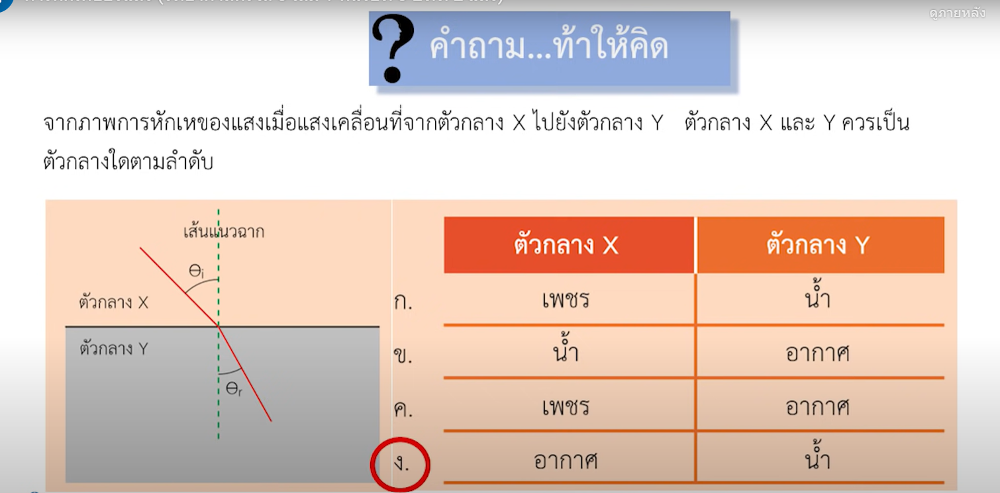 ดูภายหลัง
คำถาม...ท้าให้คิด
จากภาพการหักเหของแสงเมื่อแสงเคลื่อนที่จากตัวกลาง X ไปยังตัวกลาง Y ตัวกลาง X และ Y ควรเป็น
ตัวกลางใดตามลำดับ
เส้นแนวฉาก
θi
ตัวกลาง X
ตัวกลาง Y
θr
ตัวกลาง X ตัวกลาง Y
ก. เพชร น้ำ
ข. น้ำ อากาศ
ค. เพชร อากาศ
ง. อากาศ น้ำ